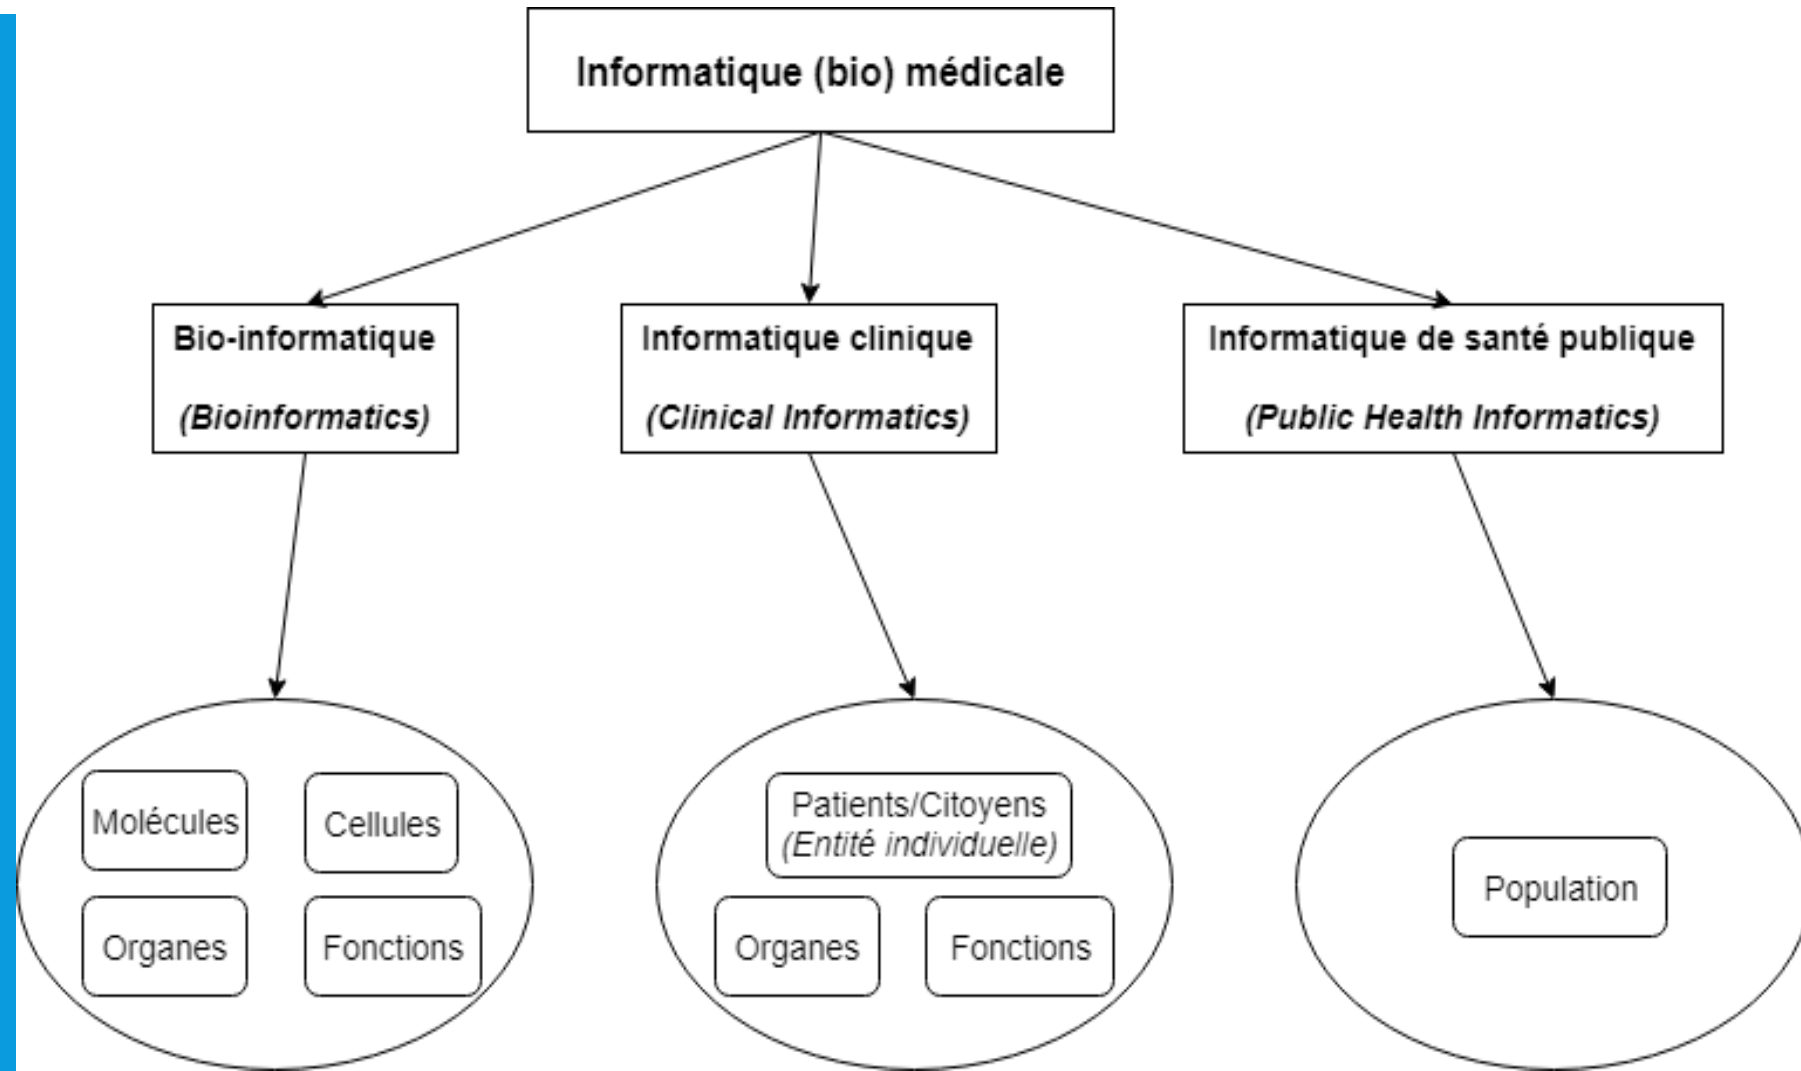 Informatique (bio) médicale
Bio-informatique
(Bioinformatics)
Informatique clinique
(Clinical Informatics)
Informatique de santé publique
(Public Health Informatics)
Molécules
Cellules
Organes
Fonctions
Patients/Citoyens
(Entité individuelle)
Organes
Fonctions
Population